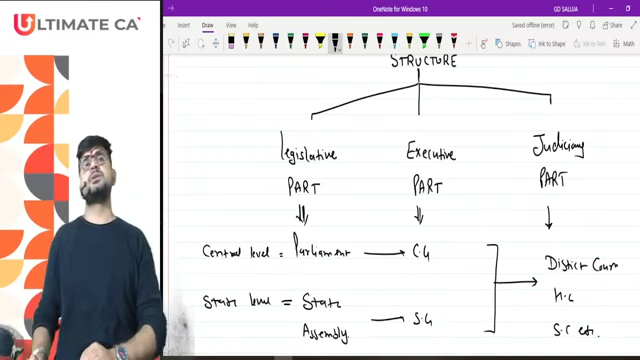 ULTIMATE CA
OneNote for Windows 10
GD SALUJA
Home Insert Draw View Help
Saved offline (error)
Shapes Ink to Shape Ink to Text Math
STRUCTURE
Legislative Executive Judiciary
PART PART PART
Central level = Parliament C.G
District Court
State level = State
H.C
Assembly S.G
S.C etc.